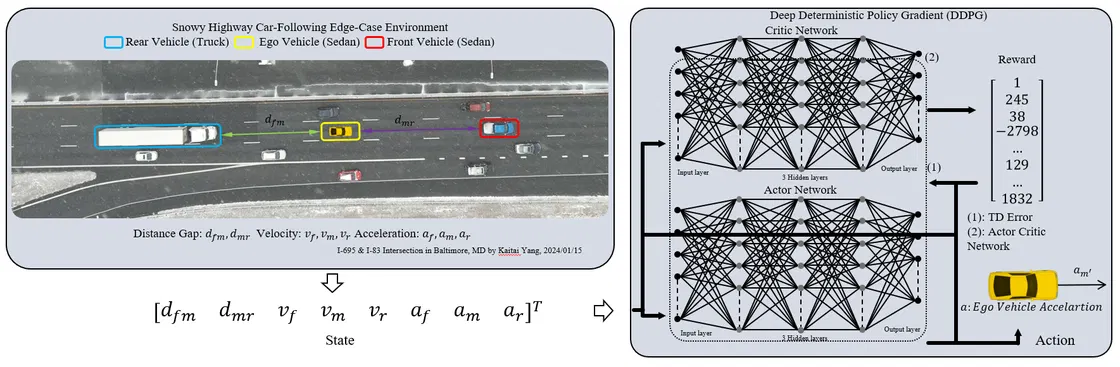 Snowy Highway Car-Following Edge-Case Environment
Rear Vehicle (Truck) Ego Vehicle (Sedan) Front Vehicle (Sedan)
d_fm
d_mr
Distance Gap: d_fm, d_mr Velocity: v_f, v_m, v_r Acceleration: a_f, a_m, a_r
I-695 & I-83 Intersection in Baltimore, MD by Kaitai Yang, 2024/01/15
[d_fm d_mr v_f v_m v_r a_f a_m a_r]^T
State
Deep Deterministic Policy Gradient (DDPG)
Critic Network
(2)
Input layer
3 Hidden layers
Output layer
(1)
Actor Network
Input layer
5 Hidden layers
Output layer
Reward
1
245
38
−2798
...
129
...
1832
(1): TD Error
(2): Actor Critic
Network
a_m′
a: Ego Vehicle Accelartion
Action